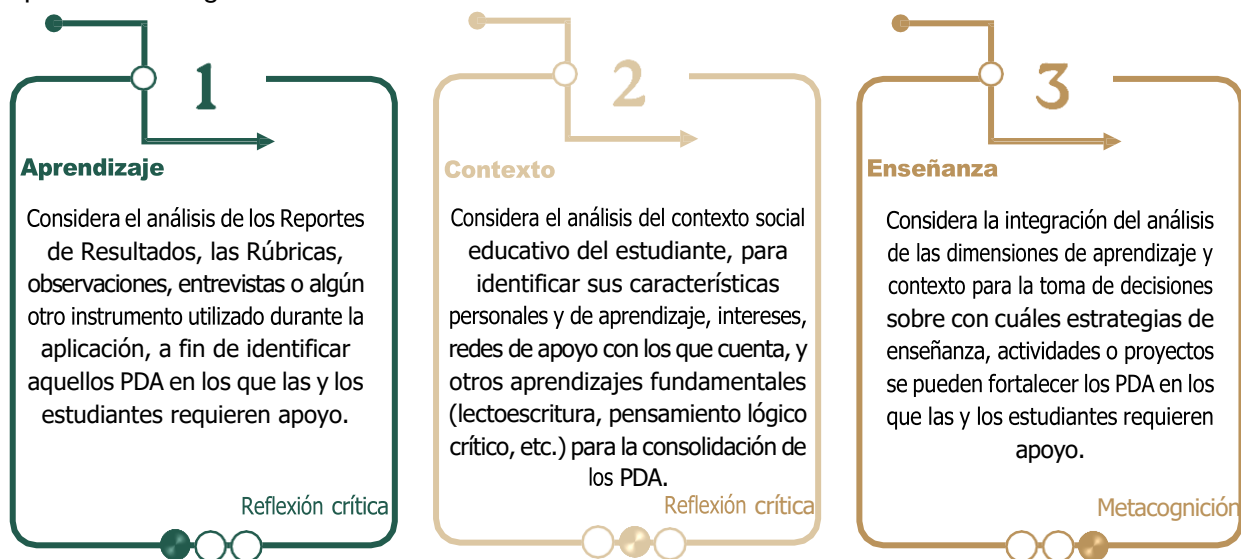 1
Aprendizaje
Considera el análisis de los Reportes
de Resultados, las Rúbricas,
observaciones, entrevistas o algún
otro instrumento utilizado durante la
aplicación, a fin de identificar
aquellos PDA en los que las y los
estudiantes requieren apoyo.
Reflexión crítica
2
Contexto
Considera el análisis del contexto social
educativo del estudiante, para
identificar sus características
personales y de aprendizaje, intereses,
redes de apoyo con los que cuenta, y
otros aprendizajes fundamentales
(lectoescritura, pensamiento lógico
crítico, etc.) para la consolidación de
los PDA.
Reflexión crítica
3
Enseñanza
Considera la integración del análisis
de las dimensiones de aprendizaje y
contexto para la toma de decisiones
sobre con cuáles estrategias de
enseñanza, actividades o proyectos
se pueden fortalecer los PDA en los
que las y los estudiantes requieren
apoyo.
Metacognición